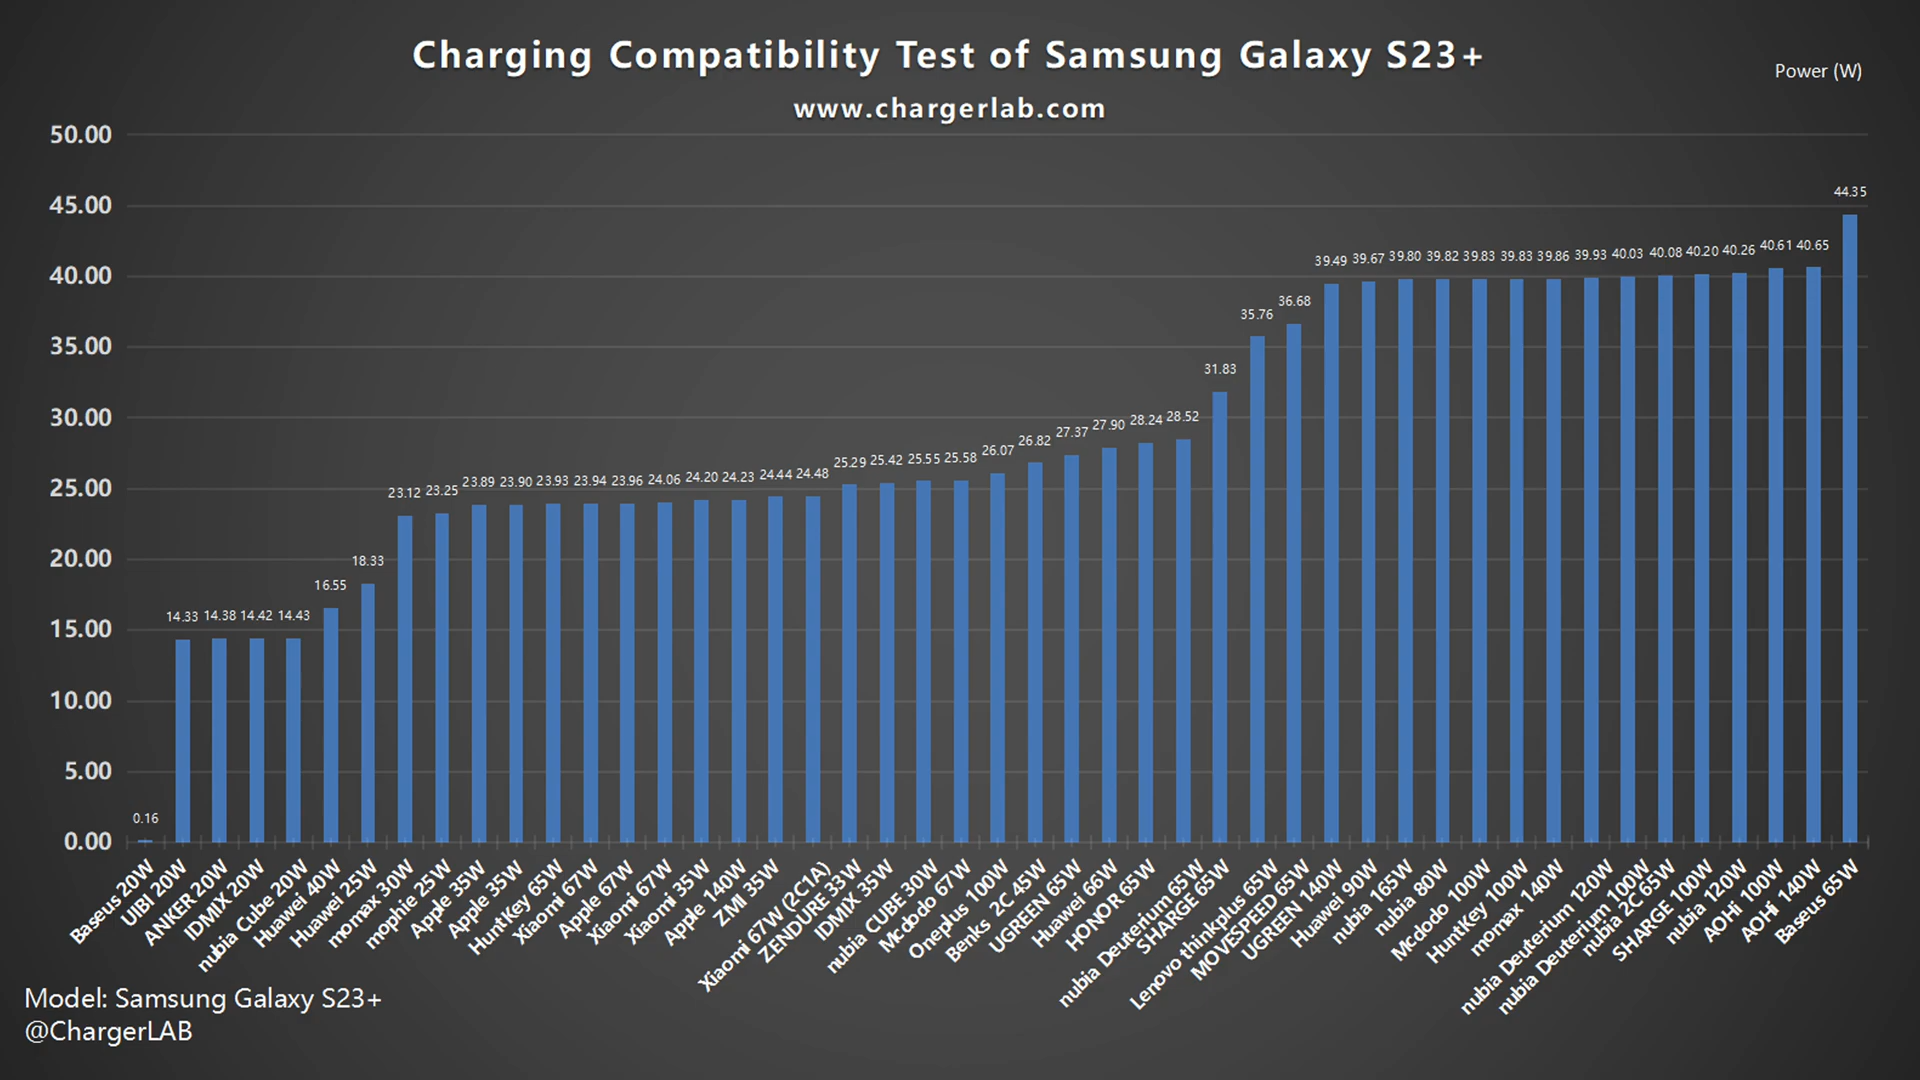 Charging Compatibility Test of Samsung Galaxy S23+
www.chargerlab.com
Power (W)
50.00
45.00
40.00
35.00
30.00
25.00
20.00
15.00
10.00
5.00
0.00
0.16
14.33
14.38
14.42
14.43
16.55
18.33
23.12
23.25
23.89
23.90
23.93
23.94
23.96
24.06
24.20
24.23
24.44
24.48
25.29
25.42
25.55
25.58
26.07
26.82
27.37
27.90
28.24
28.52
31.83
35.76
36.68
39.49
39.67
39.80
39.82
39.83
39.83
39.86
39.93
40.03
40.08
40.20
40.26
40.61
40.65
44.35
Baseus 20W
UIBI 20W
ANKER 20W
IDMIX 20W
nubia Cube 20W
Huawei 40W
Huawei 25W
momax 30W
mophie 25W
Apple 35W
Apple 35W
HuntKey 65W
Xiaomi 67W
Apple 67W
Xiaomi 67W
Xiaomi 35W
Apple 140W
ZMI 35W
Xiaomi 67W (2C1A)
ZENDURE 33W
IDMIX 35W
nubia CUBE 30W
Mcdodo 67W
Oneplus 100W
Benks 2C 45W
UGREEN 65W
Huawei 66W
HONOR 65W
nubia Deuterium 65W
SHARGE 65W
Lenovo thinkplus 65W
MOVESPEED 65W
UGREEN 140W
Huawei 90W
nubia 165W
nubia 80W
Mcdodo 100W
HuntKey 100W
momax 140W
nubia Deuterium 120W
nubia Deuterium 100W
nubia 2C 65W
SHARGE 100W
nubia 120W
AOHi 100W
AOHi 140W
Baseus 65W
Model: Samsung Galaxy S23+
@ChargerLAB